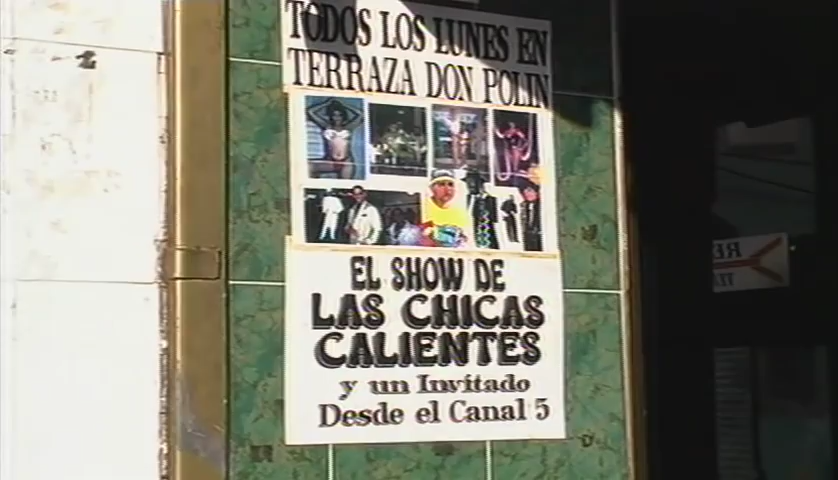 TODOS LOS LUNES EN
TERRAZA DON POLIN
EL SHOW DE
LAS CHICAS
CALIENTES
y un Invitado
Desde el Canal 5